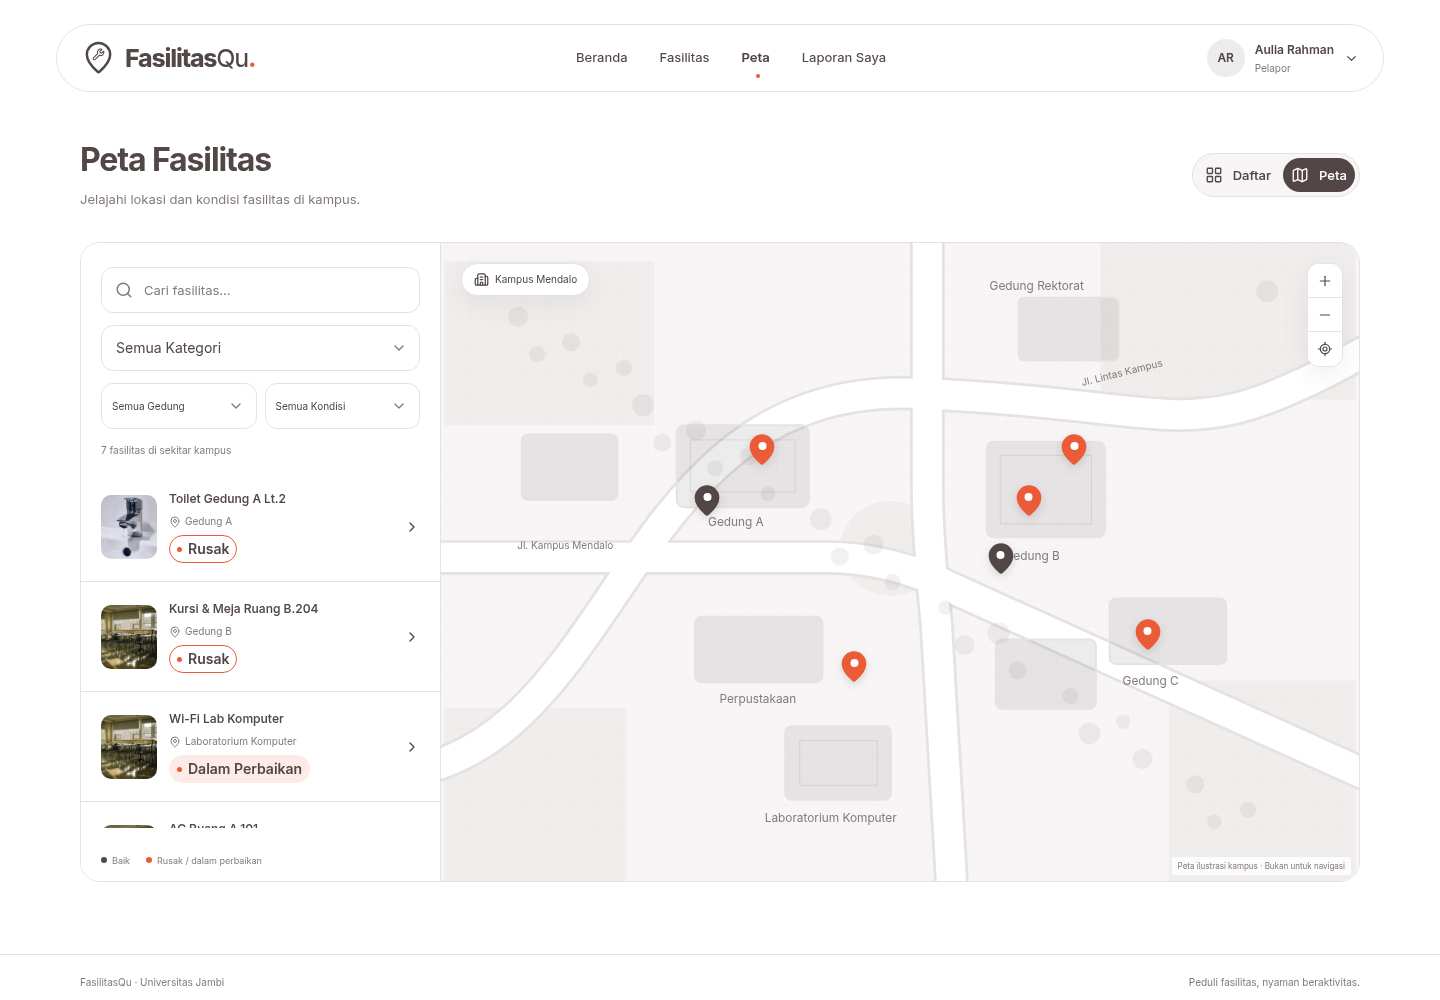 FasilitasQu.
Beranda
Fasilitas
Peta
Laporan Saya
AR
Aulia Rahman
Pelapor
Peta Fasilitas
Jelajahi lokasi dan kondisi fasilitas di kampus.
Daftar
Peta
Cari fasilitas...
Semua Kategori
Semua Gedung
Semua Kondisi
7 fasilitas di sekitar kampus
Toilet Gedung A Lt.2
Gedung A
Rusak
Kursi & Meja Ruang B.204
Gedung B
Rusak
Wi-Fi Lab Komputer
Laboratorium Komputer
Dalam Perbaikan
AC Ruang A.101
Baik
Rusak / dalam perbaikan
Kampus Mendalo
Gedung Rektorat
Jl. Lintas Kampus
Gedung A
Jl. Kampus Mendalo
edung B
Gedung C
Perpustakaan
Laboratorium Komputer
Peta ilustrasi kampus · Bukan untuk navigasi
FasilitasQu · Universitas Jambi
Peduli fasilitas, nyaman beraktivitas.